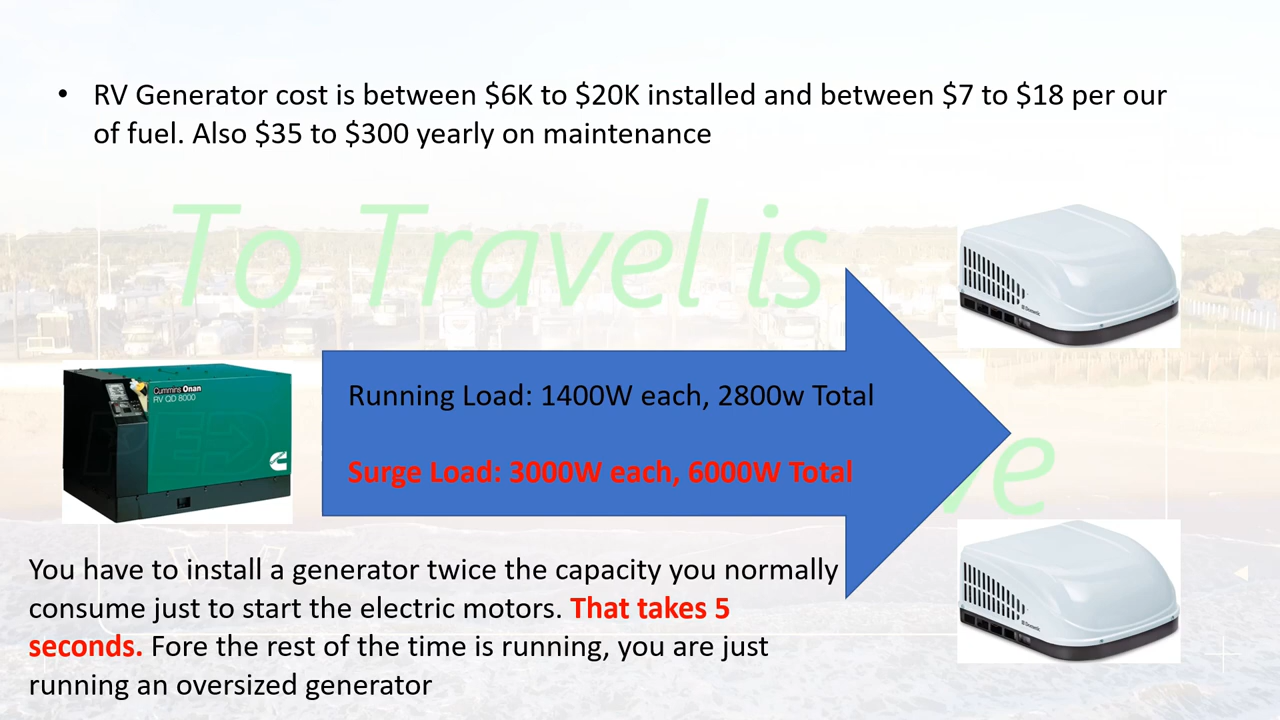 • RV Generator cost is between $6K to $20K installed and between $7 to $18 per our
of fuel. Also $35 to $300 yearly on maintenance
To Travel is
Cummins Onan
RV QD 8000
Running Load: 1400W each, 2800w Total
Surge Load: 3000W each, 6000W Total
ve
You have to install a generator twice the capacity you normally
consume just to start the electric motors. That takes 5
seconds. Fore the rest of the time is running, you are just
running an oversized generator